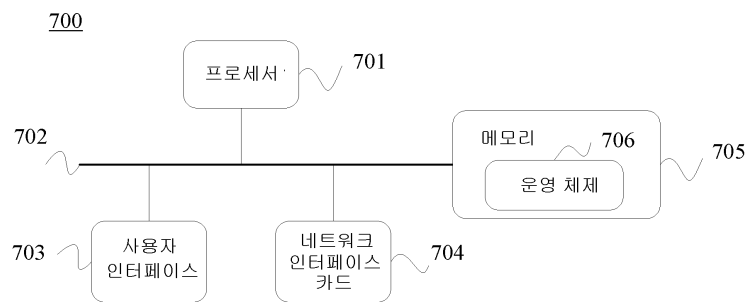 700
프로세서
701
702
메모리
706
운영 체제
705
703
사용자
인터페이스
네트워크
인터페이스
카드
704